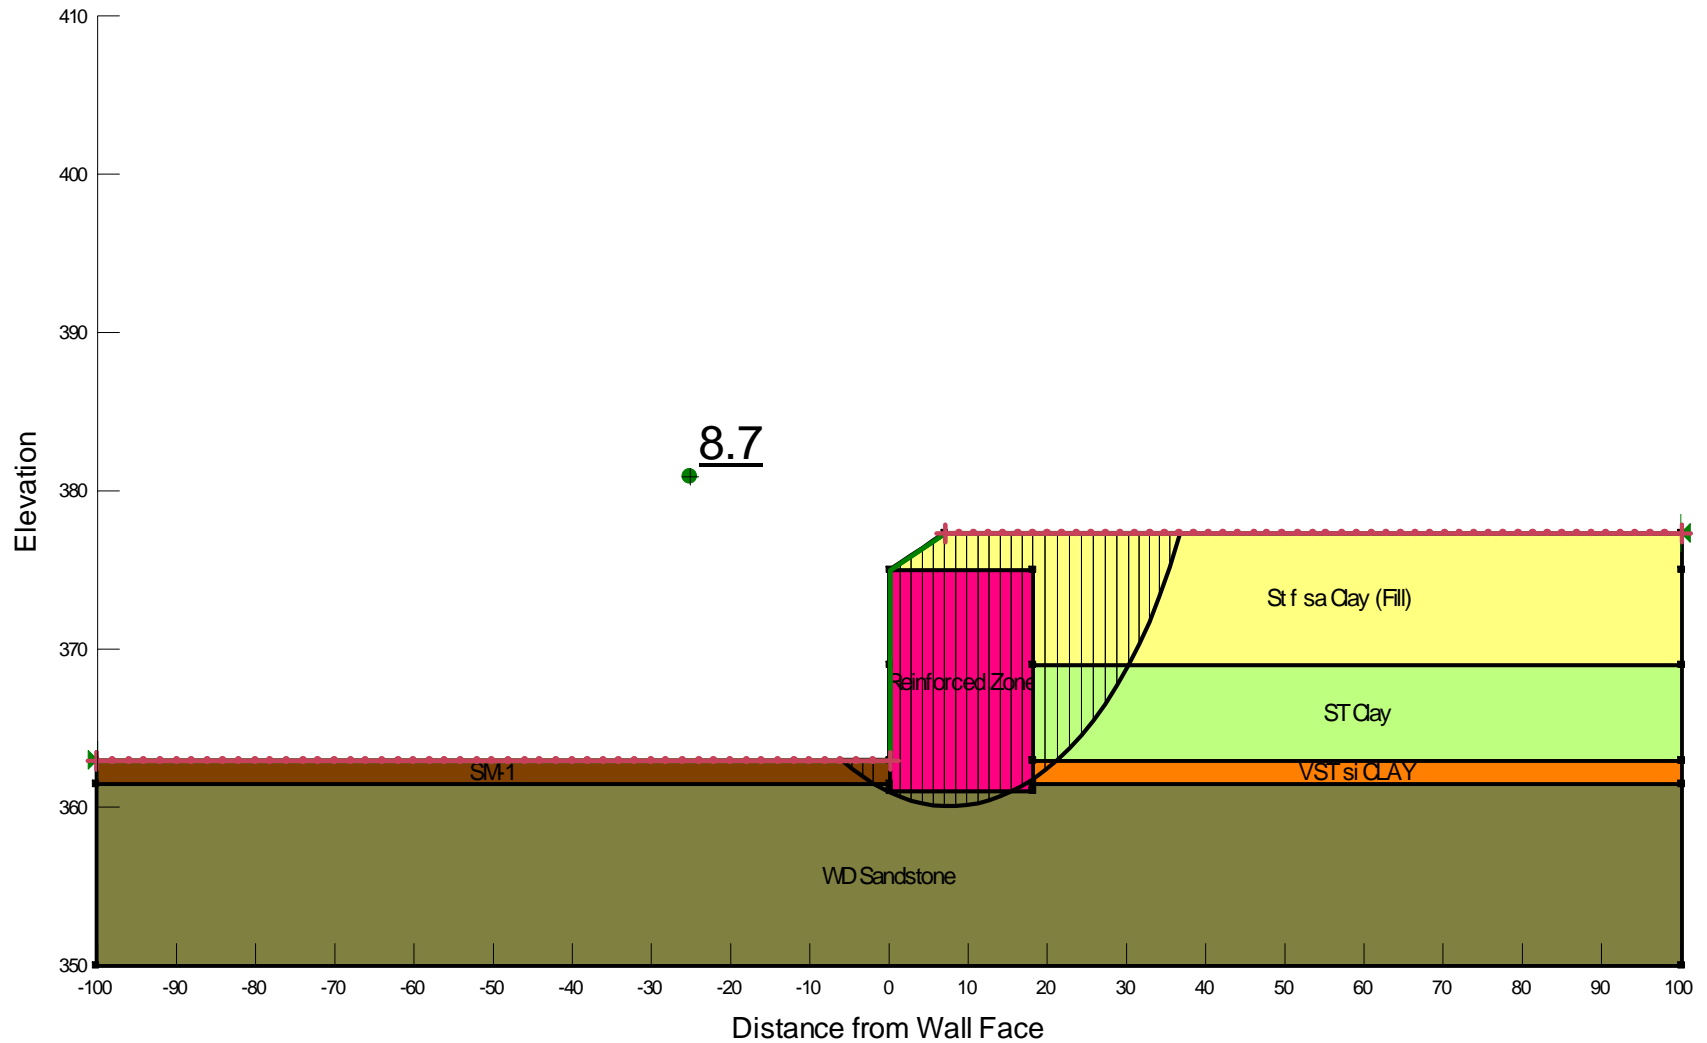 410
400
390
380
370
360
350
Elevation
8.7
St f sa Clay (Fill)
Reinforced Zone
ST Clay
SM-1
VST si CLAY
WD Sandstone
-100 -90 -80 -70 -60 -50 -40 -30 -20 -10 0 10 20 30 40 50 60 70 80 90 100
Distance from Wall Face